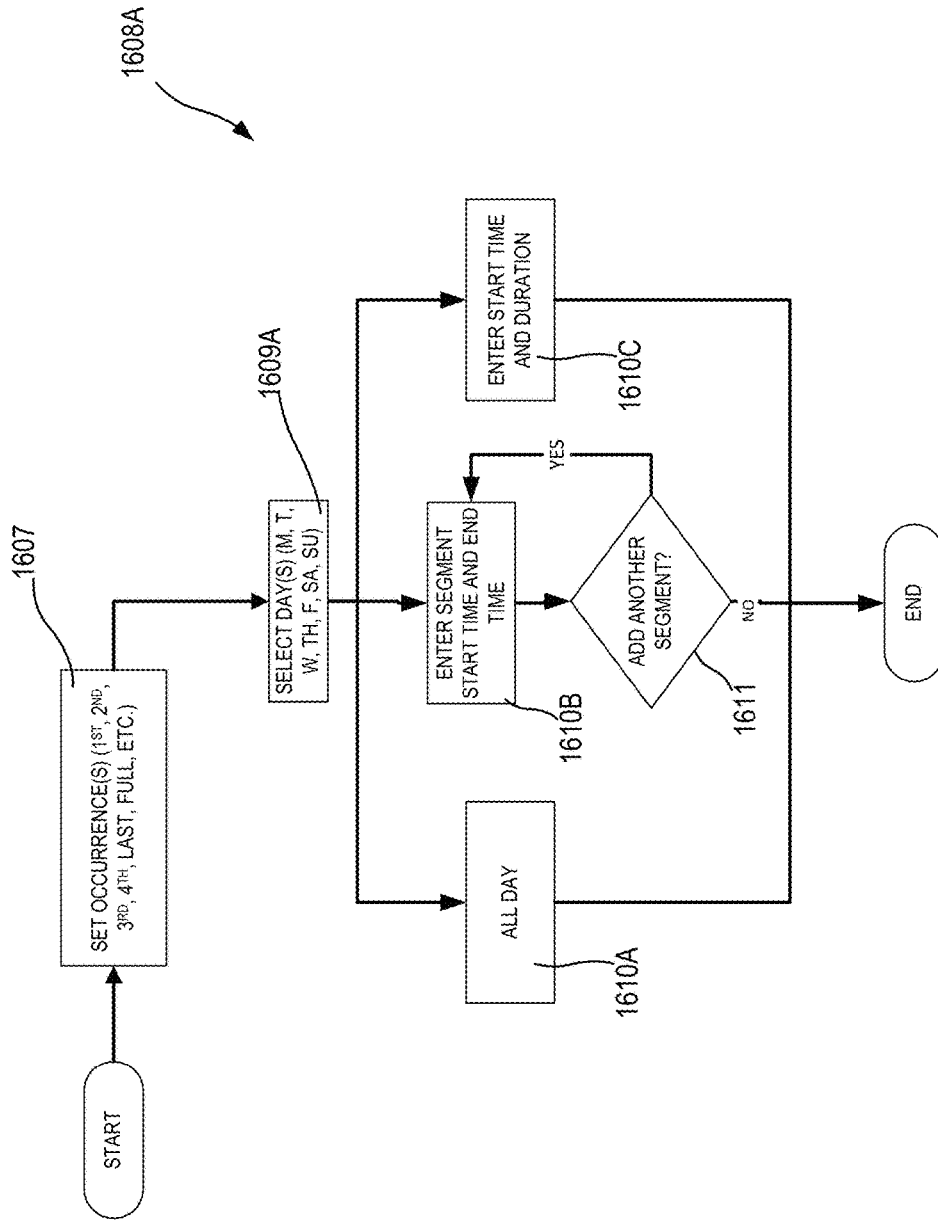 1608A
START
1607
SET OCCURRENCE(S) (1ST, 2ND,
3RD, 4TH, LAST, FULL, ETC.)
1609A
SELECT DAY(S) (M, T,
W, TH, F, SA, SU)
ALL DAY
1610A
ENTER SEGMENT
START TIME AND END
TIME
1610B
ENTER START TIME
AND DURATION
1610C
YES
ADD ANOTHER
SEGMENT?
1611
NO
END